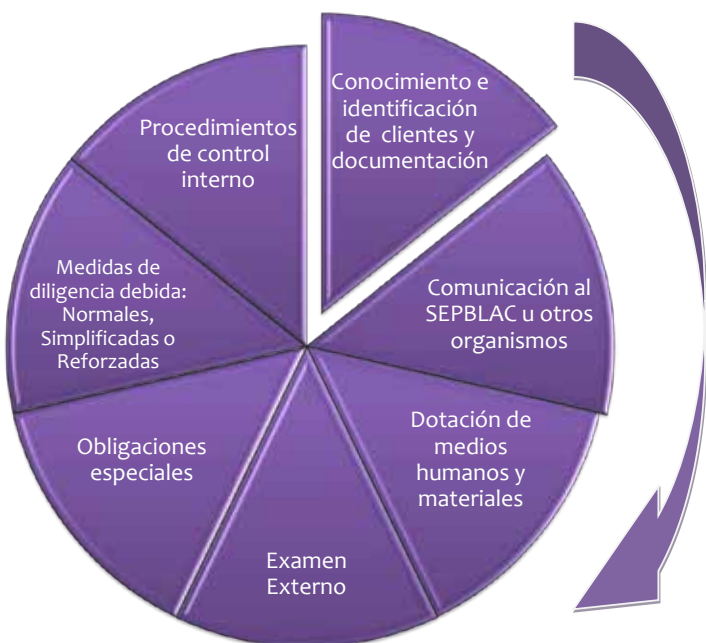 Conocimiento e
identificación
de clientes y
documentación
Comunicación al
SEPBLAC u otros
organismos
Dotación de
medios
humanos y
materiales
Examen
Externo
Obligaciones
especiales
Medidas de
diligencia debida:
Normales,
Simplificadas o
Reforzadas
Procedimientos
de control
interno